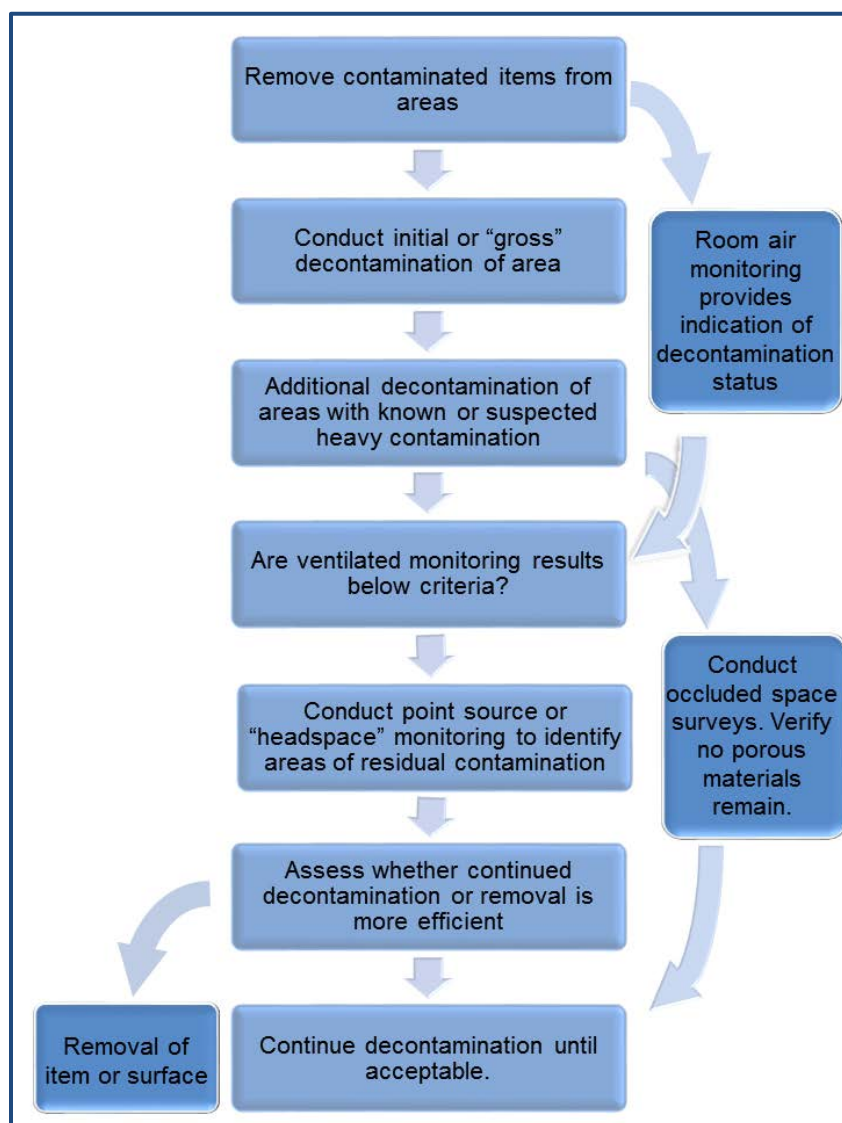 Remove contaminated items from
areas
Conduct initial or “gross”
decontamination of area
Room air
monitoring
provides
indication of
decontamination
status
Additional decontamination of
areas with known or suspected
heavy contamination
Are ventilated monitoring results
below criteria?
Conduct point source or
“headspace” monitoring to identify
areas of residual contamination
Conduct
occluded space
surveys. Verify
no porous
materials
remain.
Assess whether continued
decontamination or removal is
more efficient
Removal of
item or surface
Continue decontamination until
acceptable.